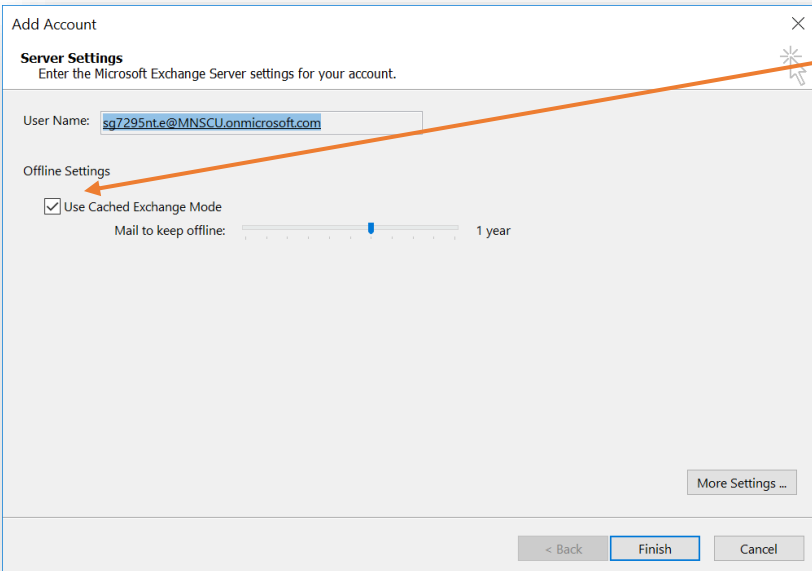 Add Account
Server Settings
Enter the Microsoft Exchange Server settings for your account.
User Name: sg7295nt.e@MNSCU.onmicrosoft.com
Offline Settings
Use Cached Exchange Mode
Mail to keep offline: 1 year
More Settings ...
< Back Finish Cancel